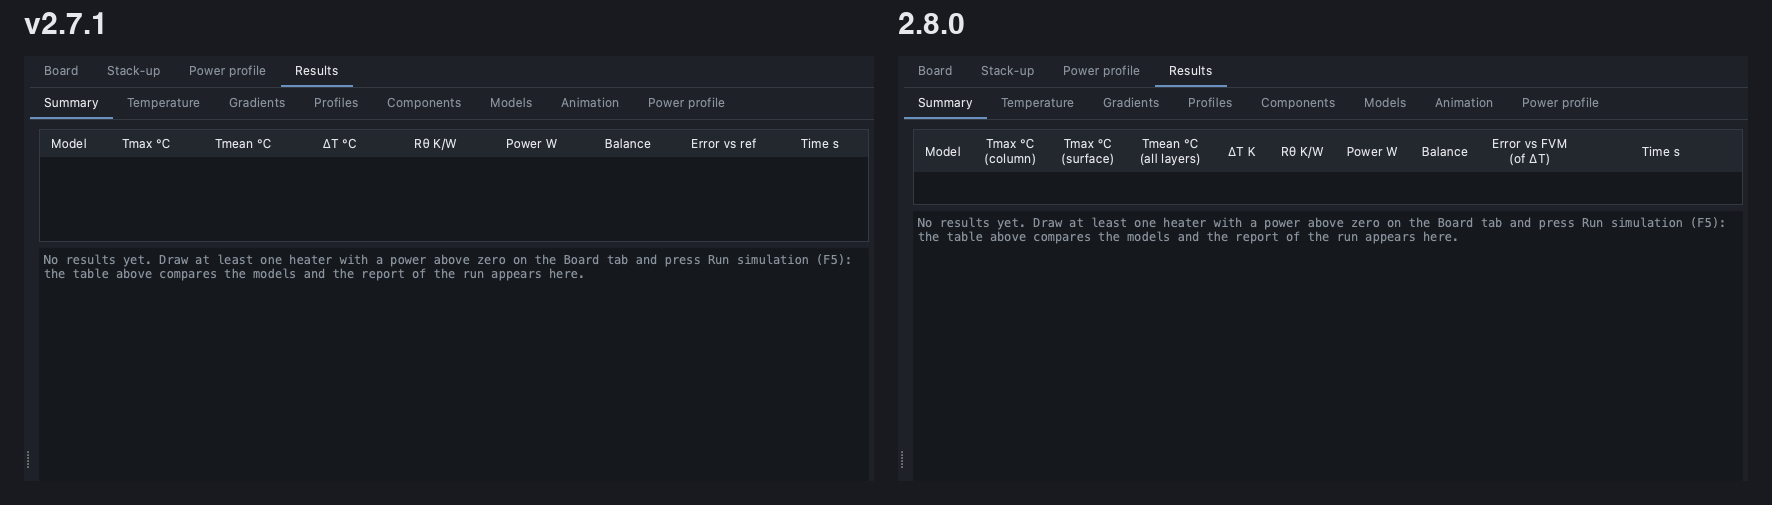 v2.7.1
Board Stack-up Power profile Results
Summary Temperature Gradients Profiles Components Models Animation Power profile
Model Tmax °C Tmean °C ΔT °C Rθ K/W Power W Balance Error vs ref Time s
No results yet. Draw at least one heater with a power above zero on the Board tab and press Run simulation (F5):
the table above compares the models and the report of the run appears here.
2.8.0
Board Stack-up Power profile Results
Summary Temperature Gradients Profiles Components Models Animation Power profile
Model Tmax °C (column) Tmax °C (surface) Tmean °C (all layers) ΔT K Rθ K/W Power W Balance Error vs FVM (of ΔT) Time s
No results yet. Draw at least one heater with a power above zero on the Board tab and press Run simulation (F5):
the table above compares the models and the report of the run appears here.